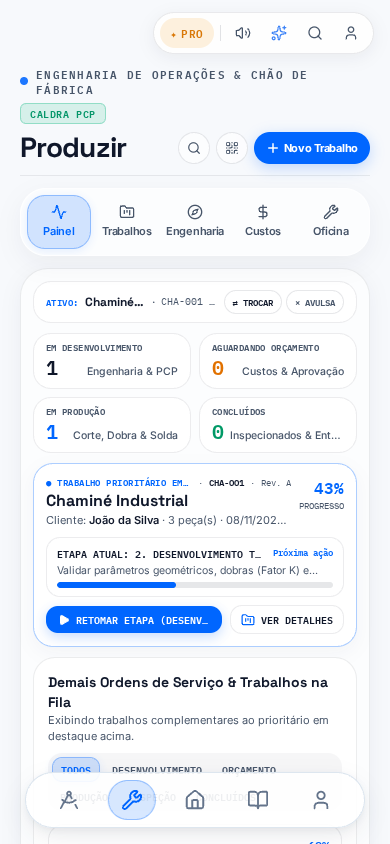 PRO
ENGENHARIA DE OPERAÇÕES & CHÃO DE
FÁBRICA
CALDRA PCP
Produzir
+ Novo Trabalho
Painel
Trabalhos
Engenharia
Custos
Oficina
ATIVO: Chaminé… · CHA-001 …
⇄ TROCAR
× AVULSA
EM DESENVOLVIMENTO
1 Engenharia & PCP
AGUARDANDO ORÇAMENTO
0 Custos & Aprovação
EM PRODUÇÃO
1 Corte, Dobra & Solda
CONCLUÍDOS
0 Inspecionados & Ent…
TRABALHO PRIORITÁRIO EM… · CHA-001 · Rev. A
43%
PROGRESSO
Chaminé Industrial
Cliente: João da Silva · 3 peça(s) · 08/11/202…
ETAPA ATUAL: 2. DESENVOLVIMENTO T…
Próxima ação
Validar parâmetros geométricos, dobras (Fator K) e…
RETOMAR ETAPA (DESENV…
VER DETALHES
Demais Ordens de Serviço & Trabalhos na
Fila
Exibindo trabalhos complementares ao prioritário em
destaque acima.
TODOS
DESENVOLVIMENTO
ORÇAMENTO